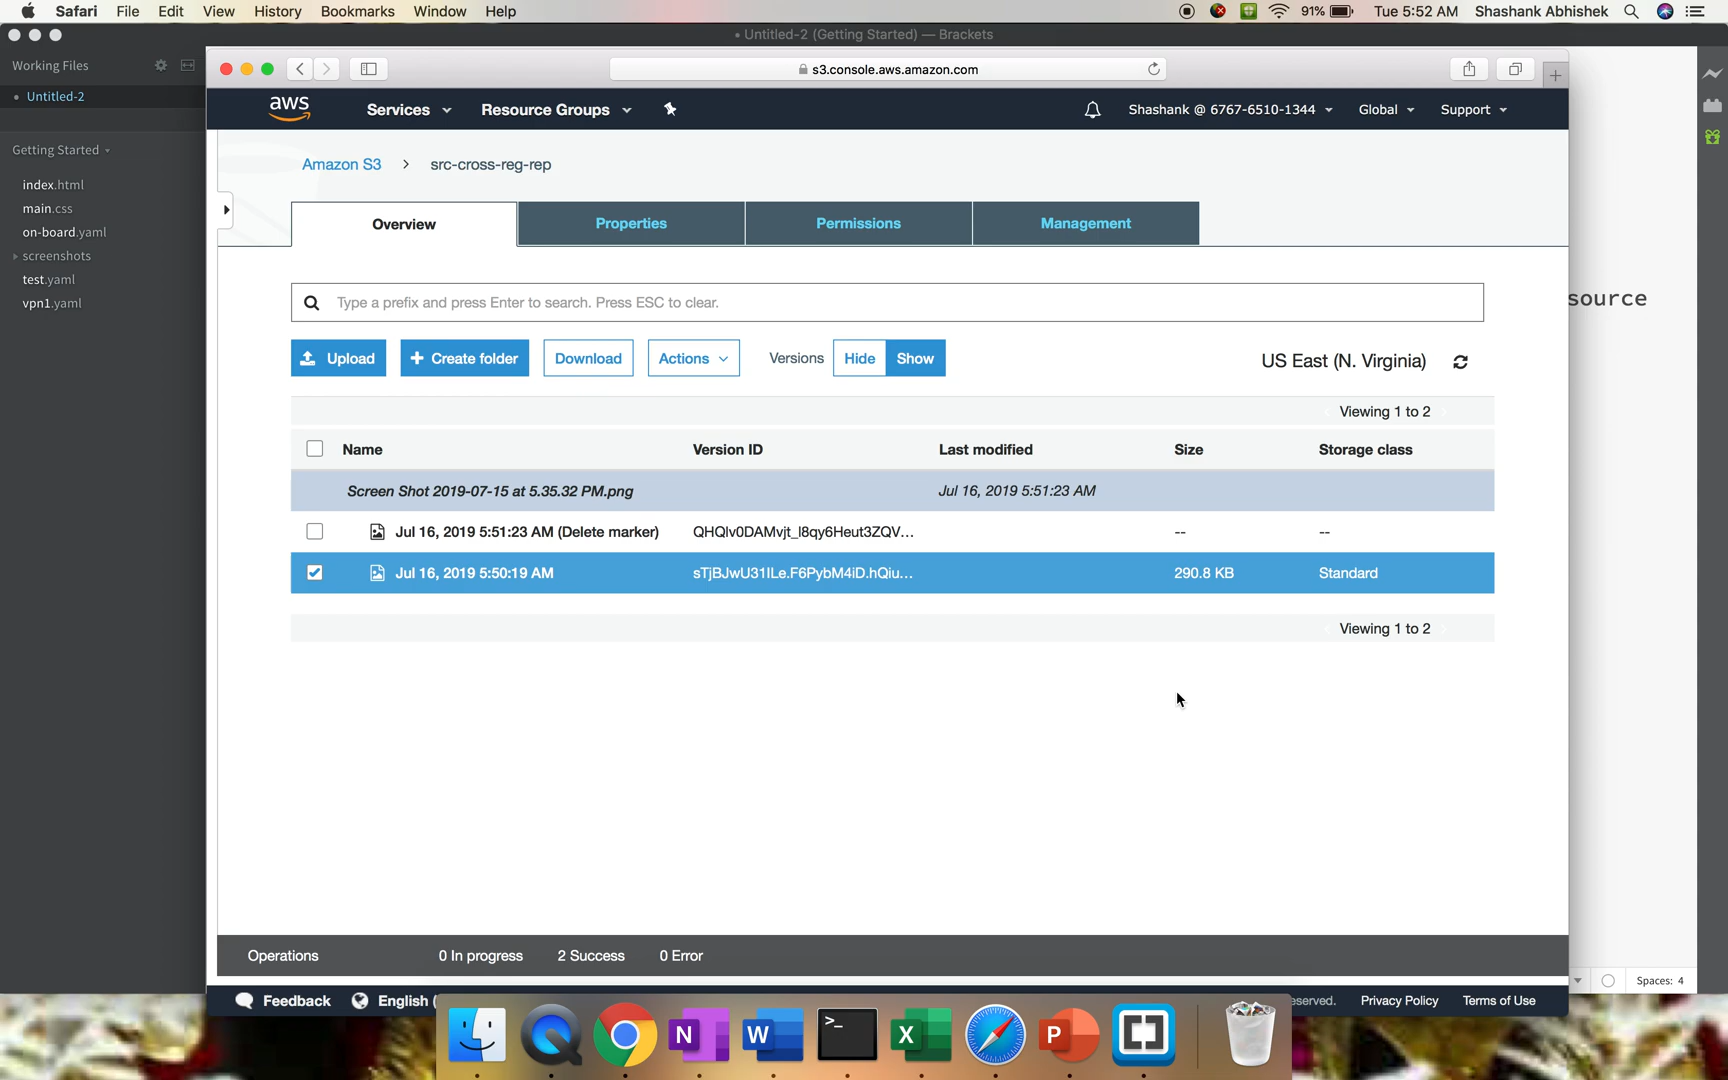 Safari File Edit View History Bookmarks Window Help 91% Tue 5:52 AM Shashank Abhishek
• Untitled-2 (Getting Started) — Brackets
Working Files
• Untitled-2
Getting Started
index.html
main.css
on-board.yaml
screenshots
test.yaml
vpn1.yaml
s3.console.aws.amazon.com
aws Services Resource Groups Shashank @ 6767-6510-1344 Global Support
Amazon S3 > src-cross-reg-rep
Overview Properties Permissions Management
Type a prefix and press Enter to search. Press ESC to clear.
source
Upload + Create folder Download Actions Versions Hide Show US East (N. Virginia)
Viewing 1 to 2
Name Version ID Last modified Size Storage class
Screen Shot 2019-07-15 at 5.35.32 PM.png Jul 16, 2019 5:51:23 AM
Jul 16, 2019 5:51:23 AM (Delete marker) -- --
Jul 16, 2019 5:50:19 AM 290.8 KB Standard
Viewing 1 to 2
Operations 0 In progress 2 Success 0 Error
Spaces: 4
Feedback English ( eserved. Privacy Policy Terms of Use
N W >_ X P